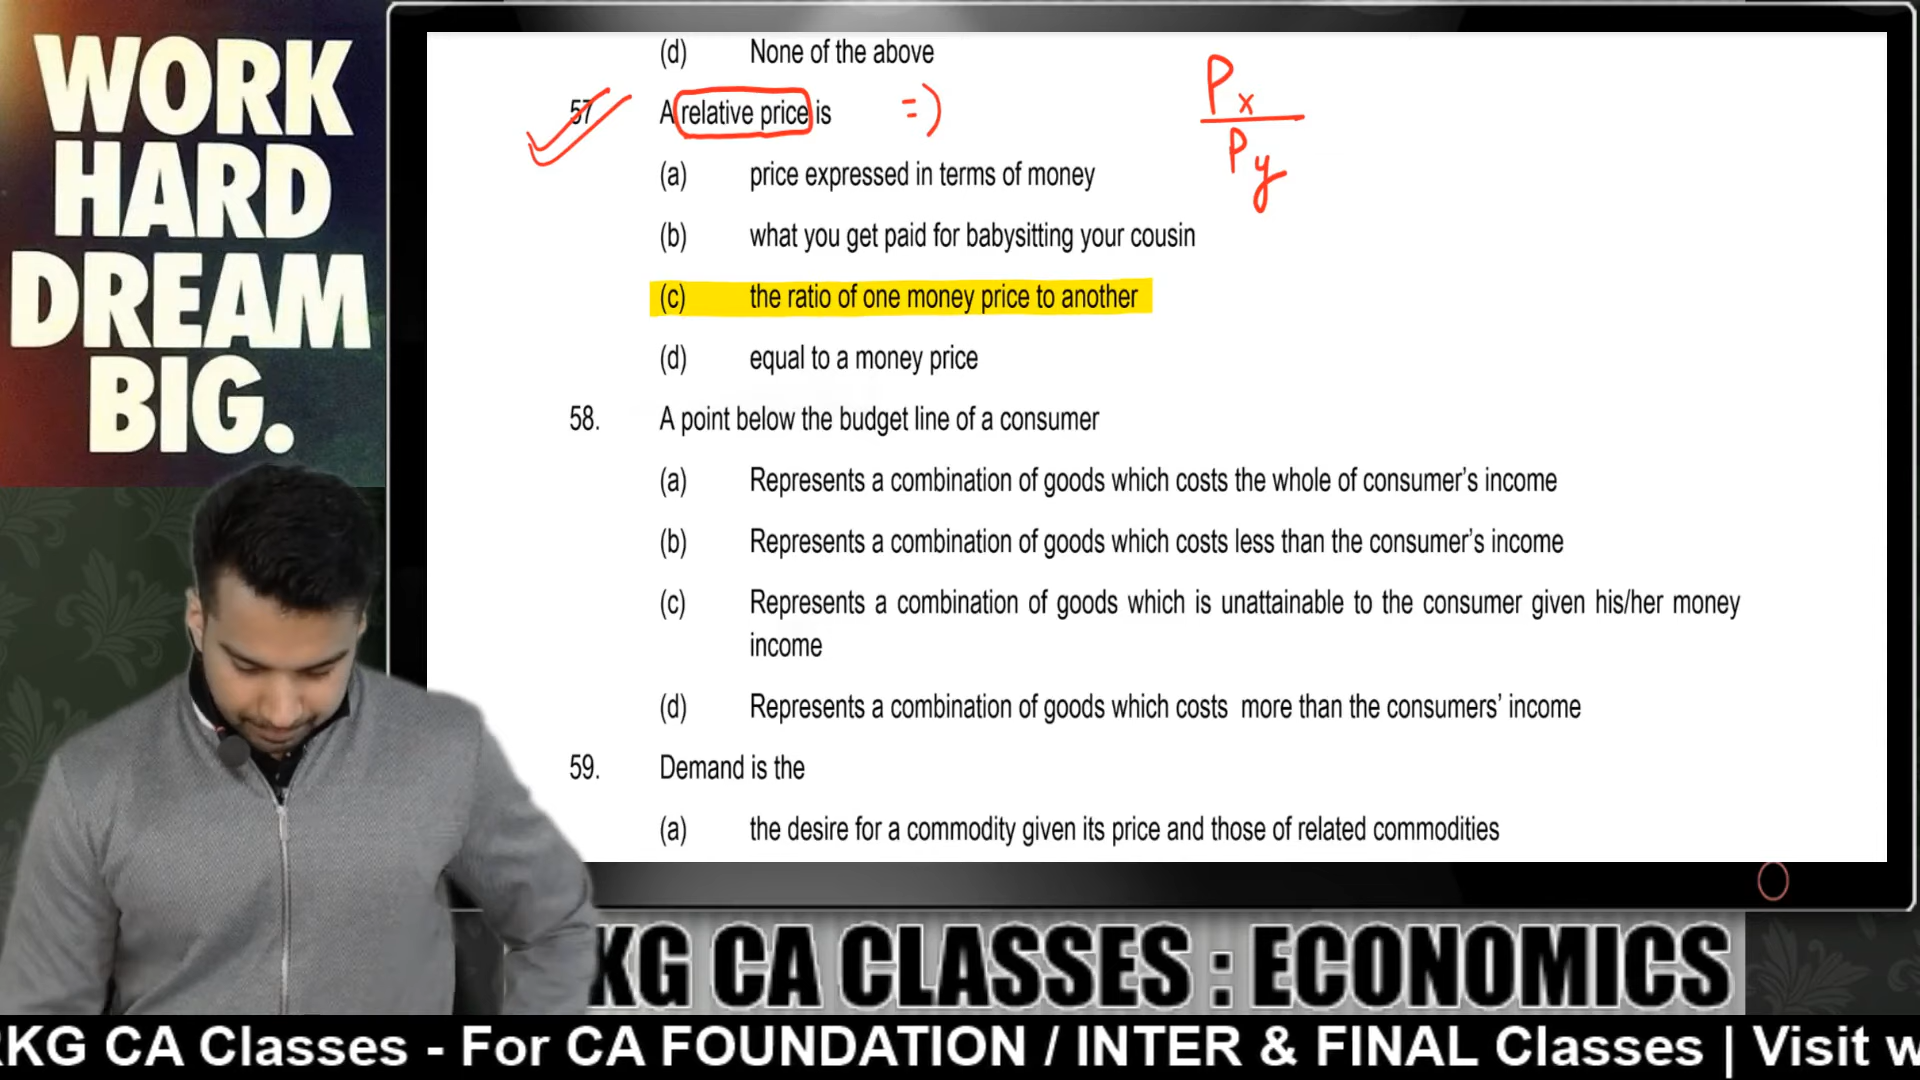 WORK
HARD
DREAM
BIG.
(d) None of the above
57 A relative price is =)
Px
Py
(a) price expressed in terms of money
(b) what you get paid for babysitting your cousin
(c) the ratio of one money price to another
(d) equal to a money price
58. A point below the budget line of a consumer
(a) Represents a combination of goods which costs the whole of consumer’s income
(b) Represents a combination of goods which costs less than the consumer’s income
(c) Represents a combination of goods which is unattainable to the consumer given his/her money
income
(d) Represents a combination of goods which costs more than the consumers’ income
59. Demand is the
(a) the desire for a commodity given its price and those of related commodities
KG CA CLASSES : ECONOMICS
RKG CA Classes - For CA FOUNDATION / INTER & FINAL Classes | Visit w